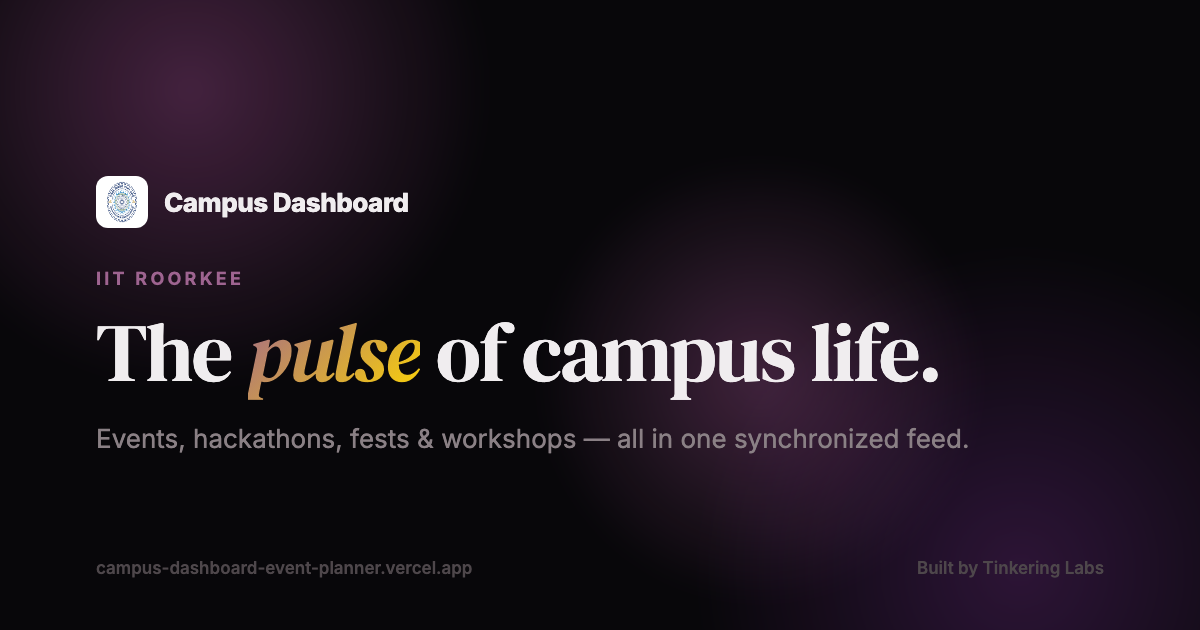 Campus Dashboard
IIT ROORKEE
The pulse of campus life.
Events, hackathons, fests & workshops — all in one synchronized feed.
campus-dashboard-event-planner.vercel.app
Built by Tinkering Labs